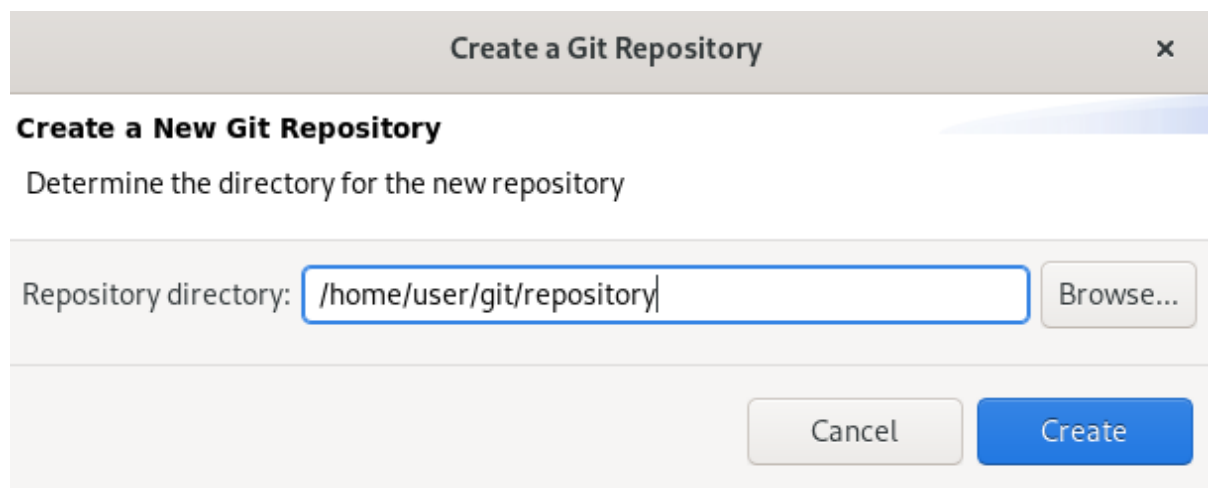 Create a Git Repository ×
Create a New Git Repository
Determine the directory for the new repository
Repository directory: /home/user/git/repository Browse...
Cancel Create